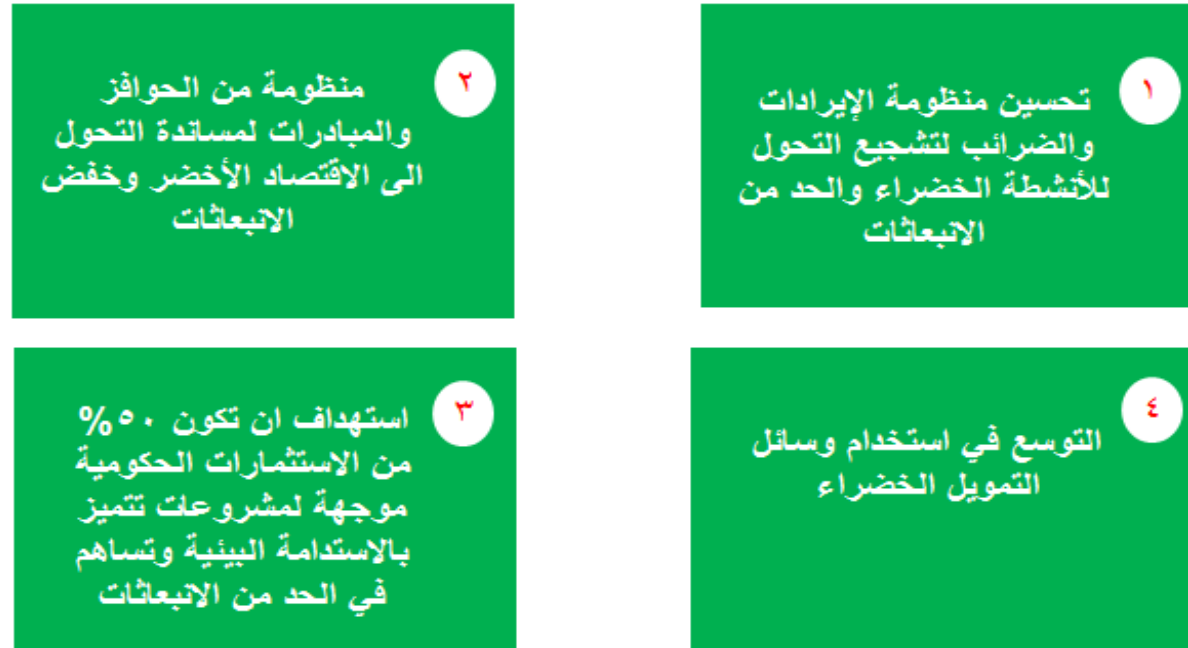 ١
تحسين منظومة الإيرادات
والضرائب لتشجيع التحول
للأنشطة الخضراء والحد من
الانبعاثات
٢
منظومة من الحوافز
والمبادرات لمساندة التحول
الى الاقتصاد الأخضر وخفض
الانبعاثات
٣
استهداف ان تكون ٥٠%
من الاستثمارات الحكومية
موجهة لمشروعات تتميز
بالاستدامة البيئية وتساهم
في الحد من الانبعاثات
٤
التوسع في استخدام وسائل
التمويل الخضراء